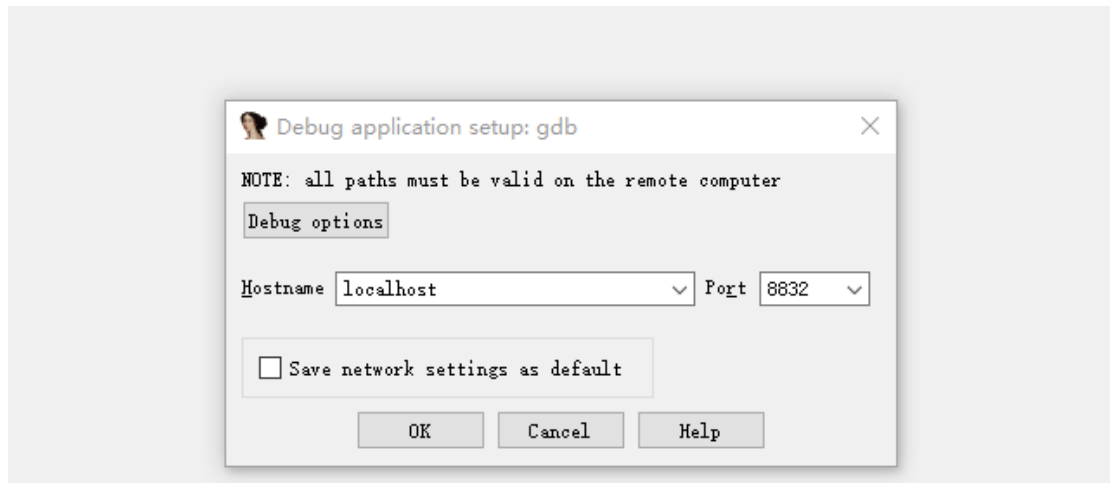 Debug application setup: gdb
NOTE: all paths must be valid on the remote computer
Debug options
Hostname localhost Port 8832
Save network settings as default
OK Cancel Help